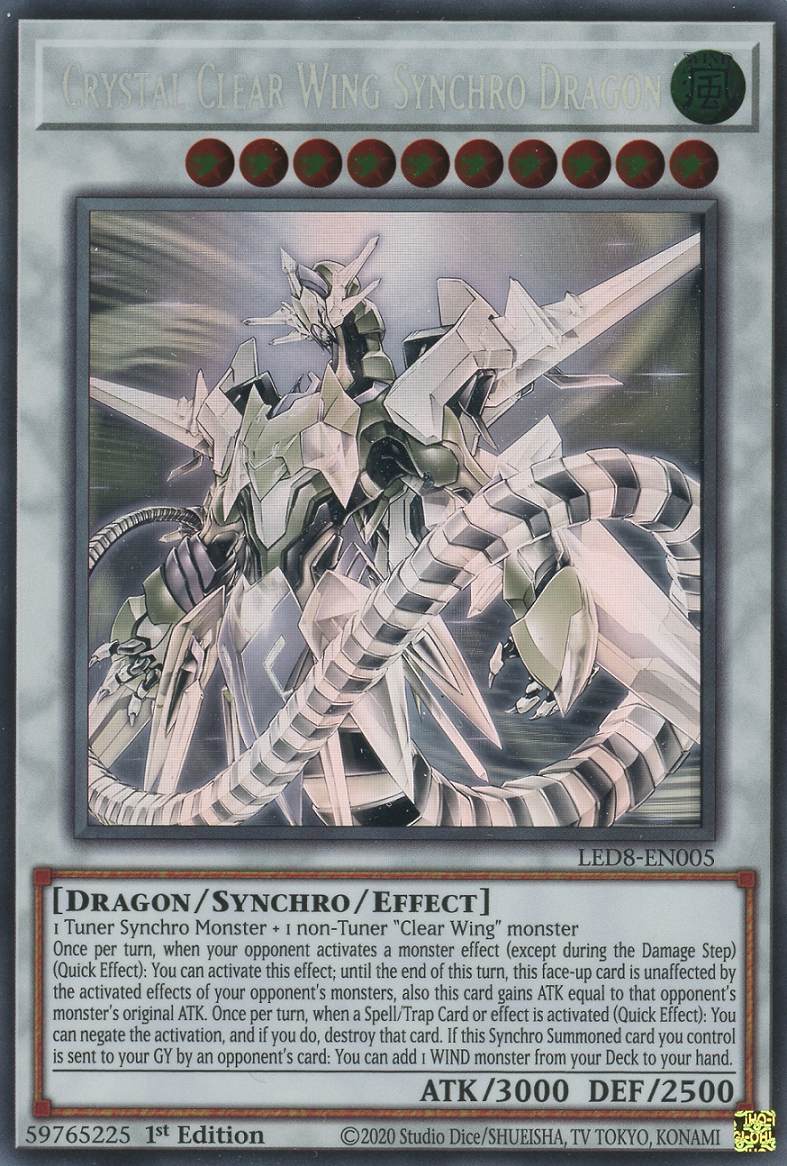 CRYSTAL CLEAR WING SYNCHRO DRAGON
WIND
風
LED8-EN005
[DRAGON/SYNCHRO/EFFECT]
1 Tuner Synchro Monster + 1 non-Tuner "Clear Wing" monster
Once per turn, when your opponent activates a monster effect (except during the Damage Step)
(Quick Effect): You can activate this effect; until the end of this turn, this face-up card is unaffected by
the activated effects of your opponent's monsters, also this card gains ATK equal to that opponent's
monster's original ATK. Once per turn, when a Spell/Trap Card or effect is activated (Quick Effect): You
can negate the activation, and if you do, destroy that card. If this Synchro Summoned card you control
is sent to your GY by an opponent's card: You can add 1 WIND monster from your Deck to your hand.
ATK/3000 DEF/2500
59765225 1st Edition ©2020 Studio Dice/SHUEISHA, TV TOKYO, KONAMI